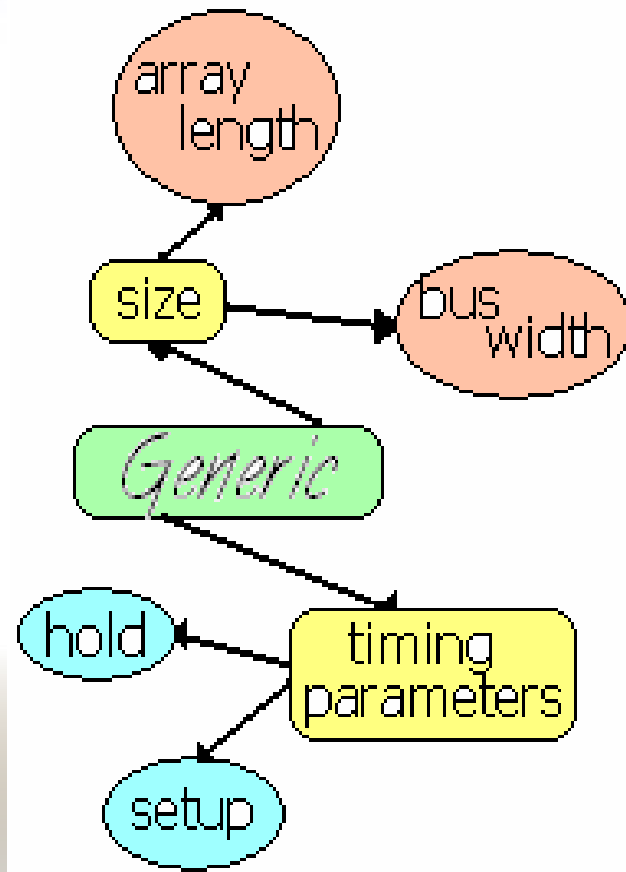 array
length
size
bus
width
Generic
hold
timing
parameters
setup